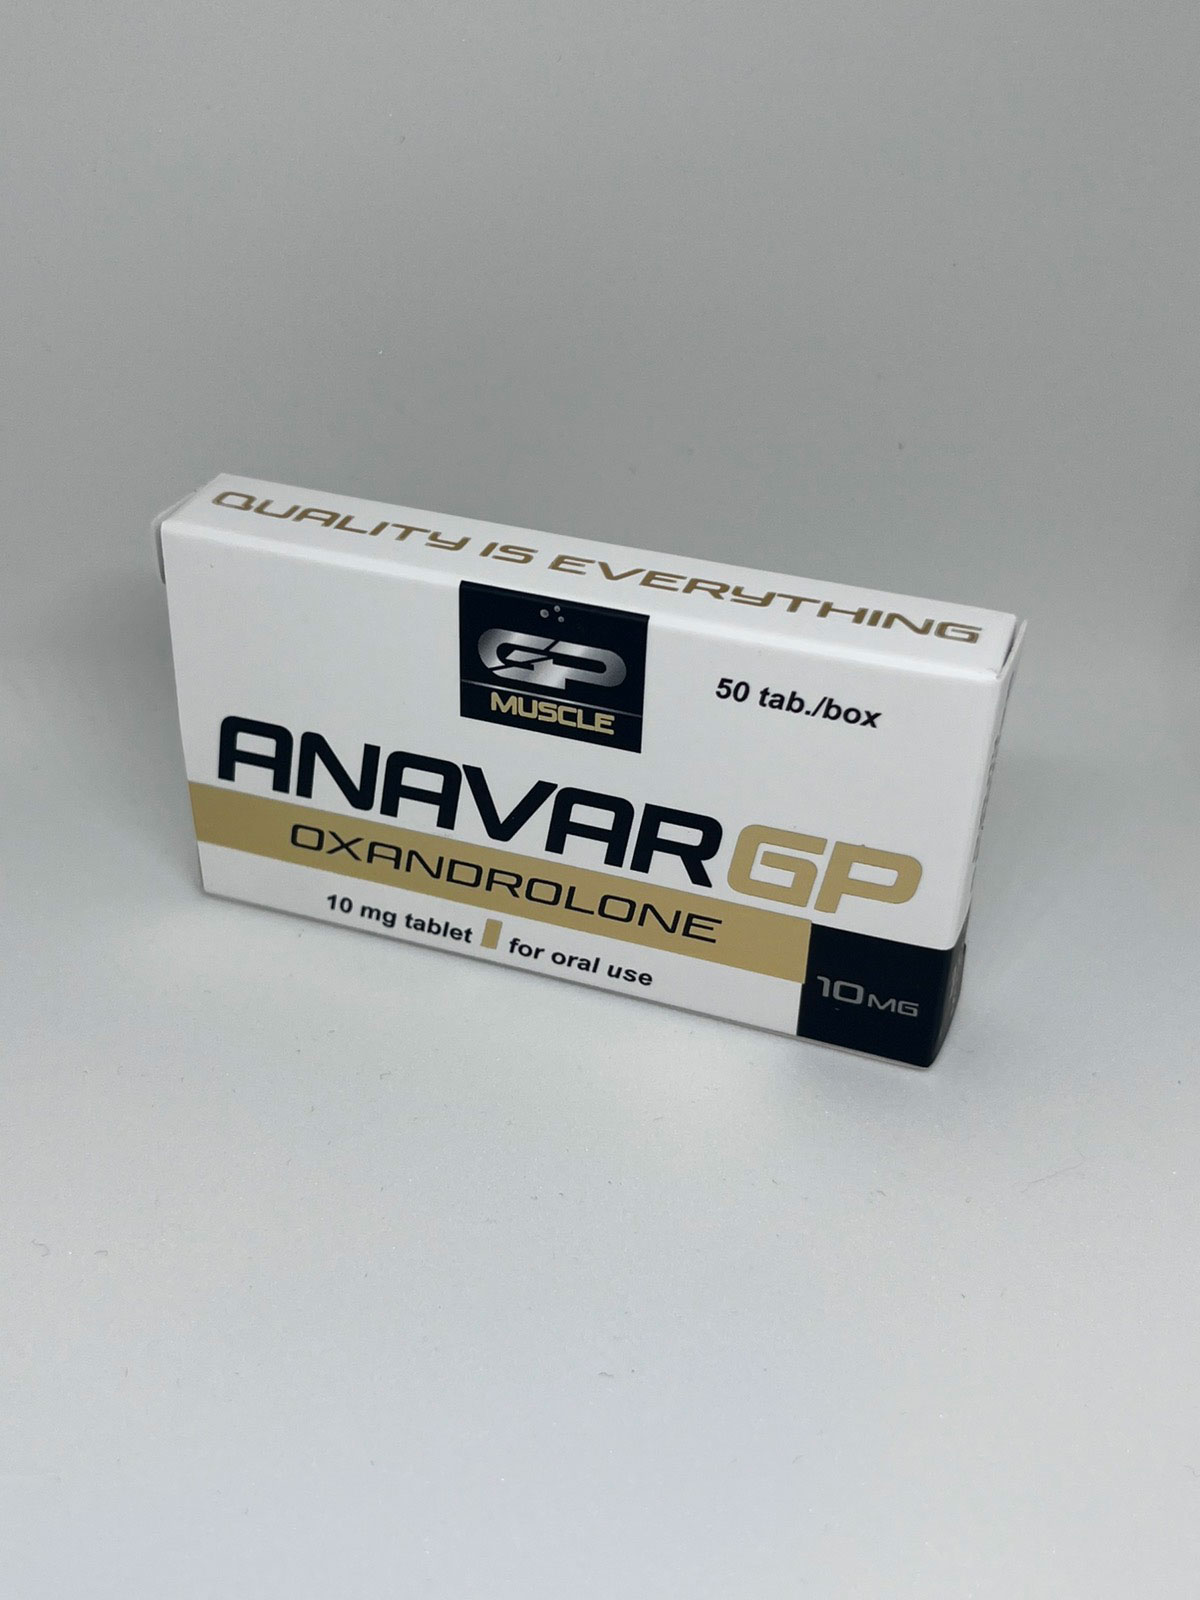 QUALITY IS EVERYTHING
GP
MUSCLE
50 tab./box
ANAVAR GP
OXANDROLONE
10 mg tablet for oral use
10MG